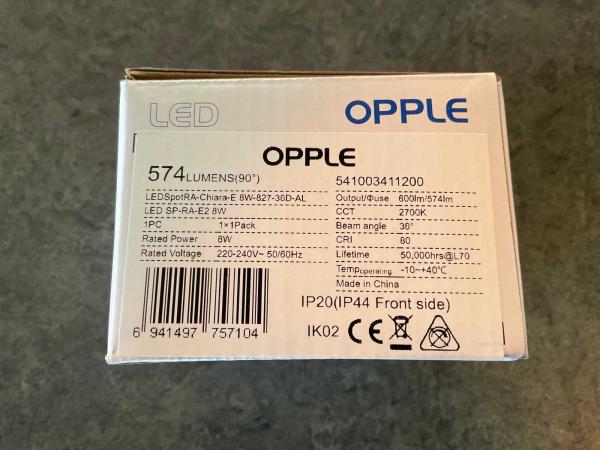 LED
OPPLE
OPPLE
574 LUMENS(90°)
541003411200
LEDSpotRA-Chiara-E 8W-827-36D-AL
LED SP-RA-E2 8W
1PC 1×1Pack
Rated Power 8W
Rated Voltage 220-240V~ 50/60Hz
Output/Φuse 600lm/574lm
CCT 2700K
Beam angle 36°
CRI 80
Lifetime 50,000hrs@L70
Tempoperating -10~+40°C
Made in China
IP20(IP44 Front side)
IK02 CE
6 941497 757104